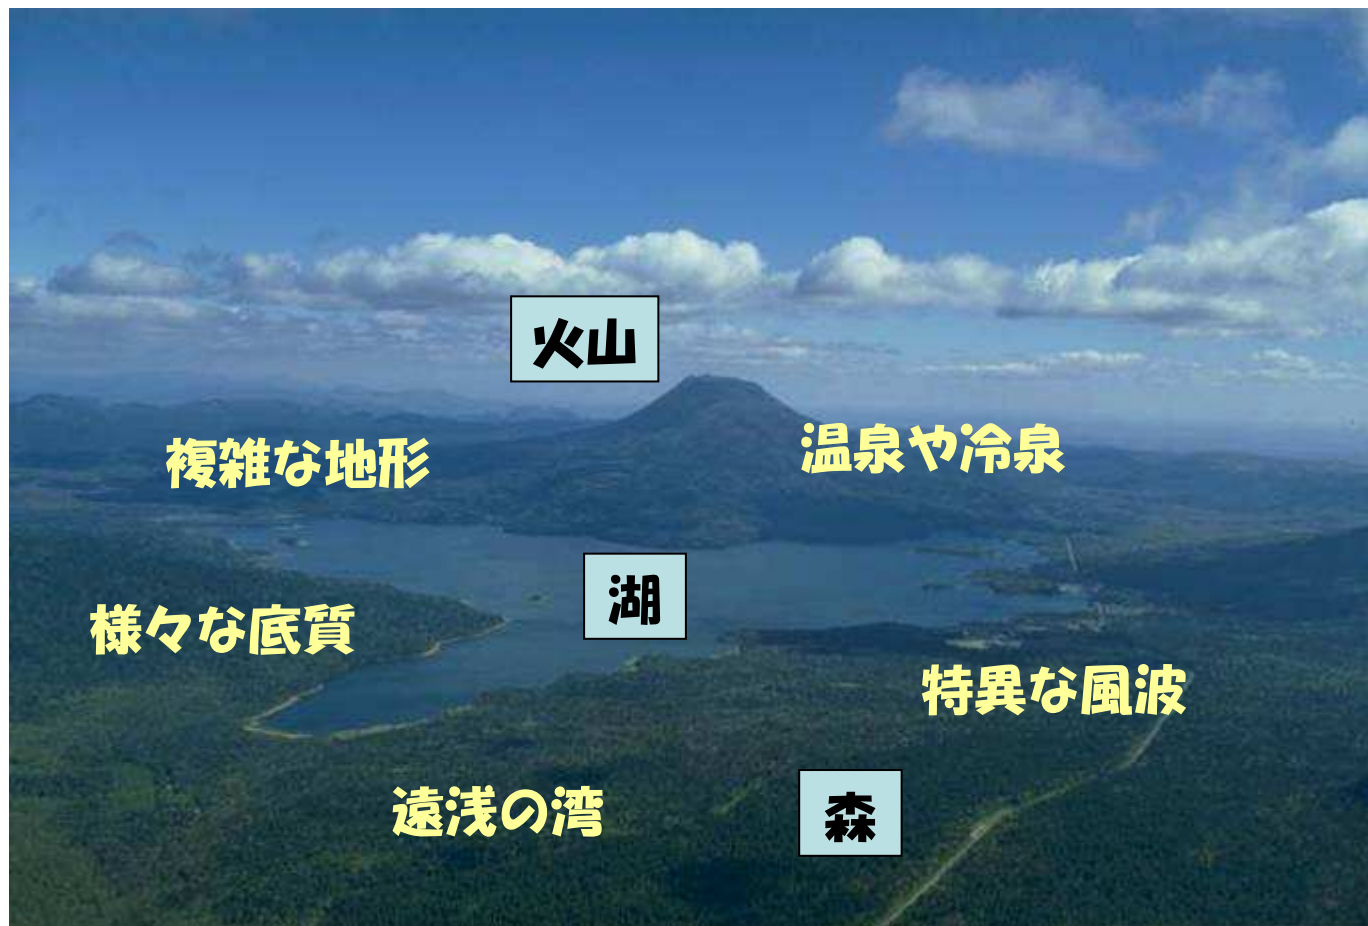 火山
複雑な地形
温泉や冷泉
湖
様々な底質
特異な風波
遠浅の湾
森